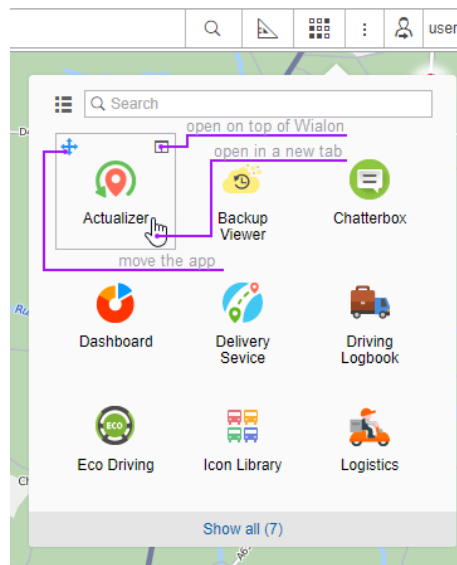 user
Search
open on top of Wialon
open in a new tab
Actualizer
Backup
Viewer
Chatterbox
move the app
Dashboard
Delivery
Sevice
Driving
Logbook
ECO
Eco Driving
Icon Library
Logistics
Show all (7)